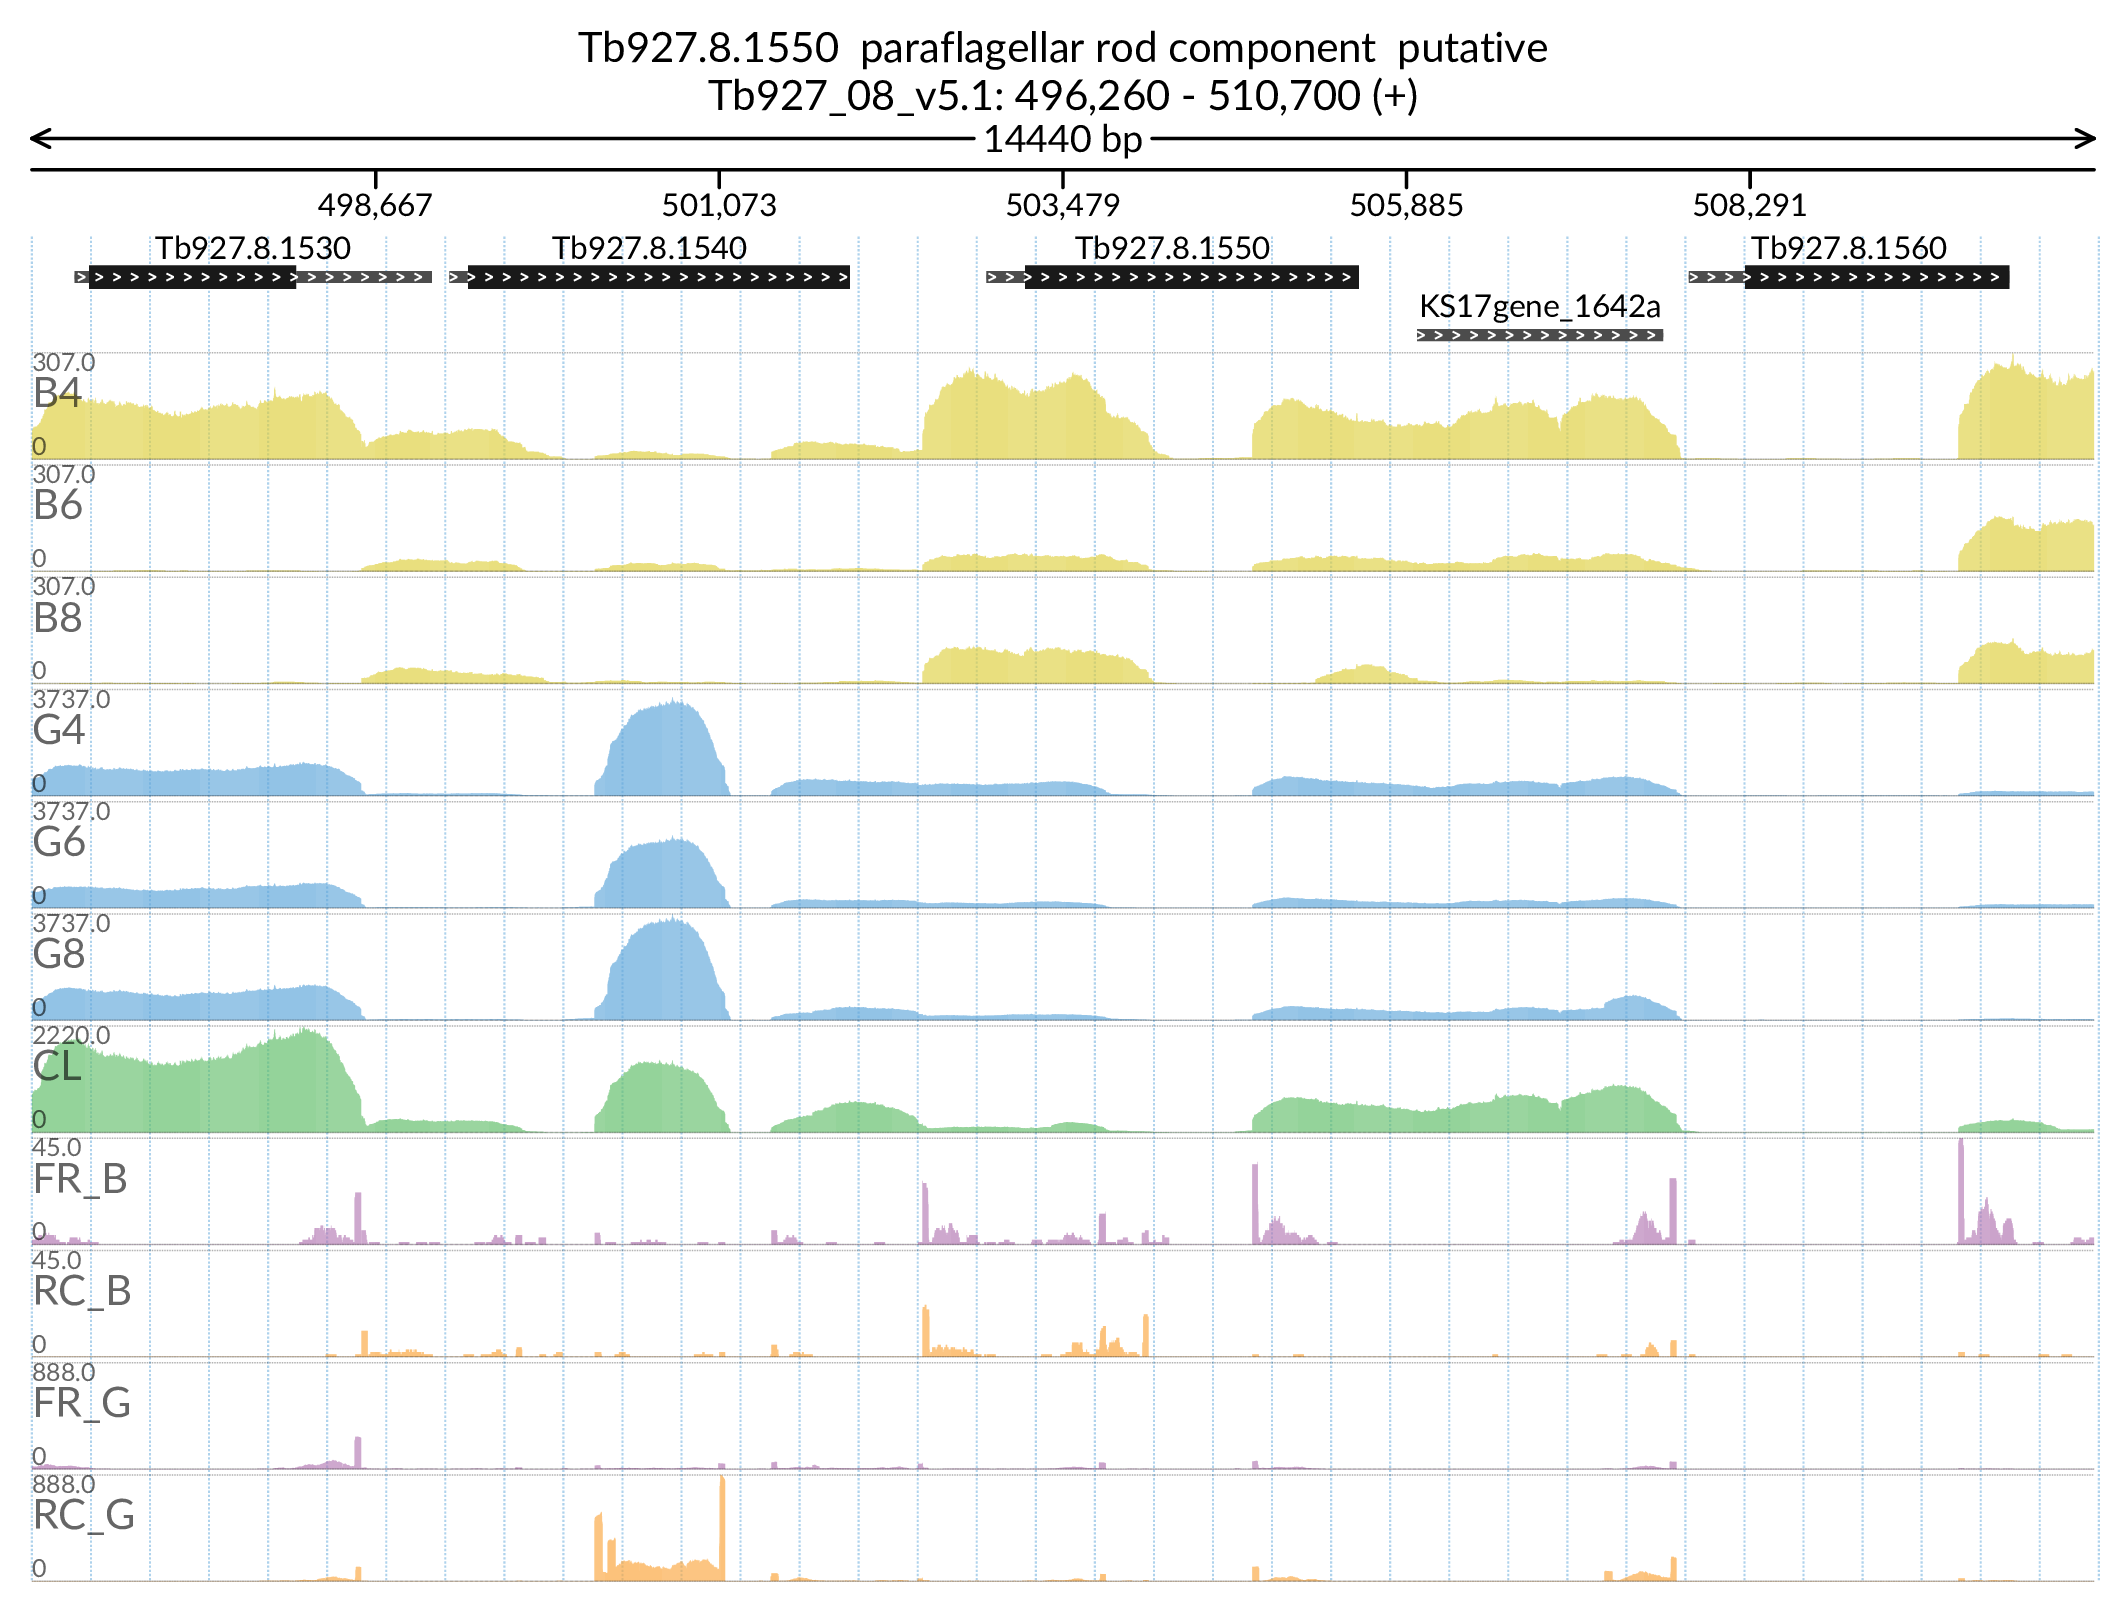 Tb927.8.1550 paraflagellar rod component putative
Tb927_08_v5.1: 496,260 - 510,700 (+)
14440 bp
498,667 501,073 503,479 505,885 508,291
Tb927.8.1530 Tb927.8.1540 Tb927.8.1550 Tb927.8.1560
KS17gene_1642a
307.0
B4
0
307.0
B6
0
307.0
B8
0
3737.0
G4
0
3737.0
G6
0
3737.0
G8
0
2220.0
CL
0
45.0
FR_B
0
45.0
RC_B
0
888.0
FR_G
0
888.0
RC_G
0